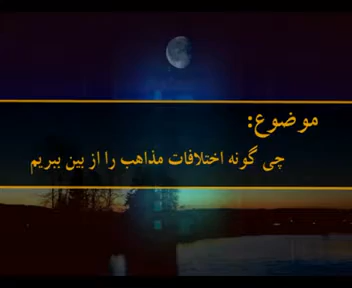 موضوع:
چی گونه اختلافات مذاهب را از بین ببریم